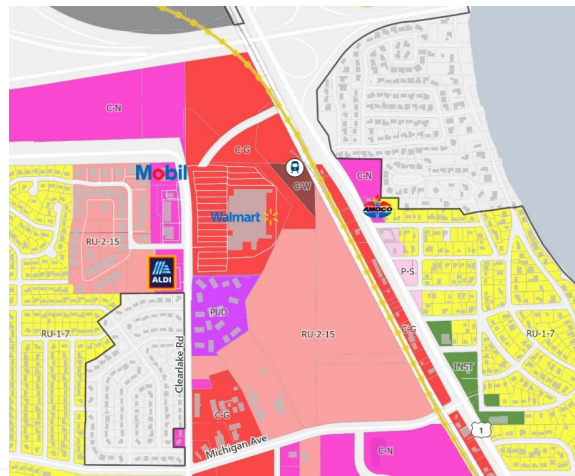 C-N
C-G
Mobil
C-W
C-N
Walmart
AMOCO
RU-2-15
P-S
ALDI
PUD
RU-1-7
RU-2-15
C-G
RU-1-7
Clearlake Rd
INST
C-G
1
Michigan Ave
C-N